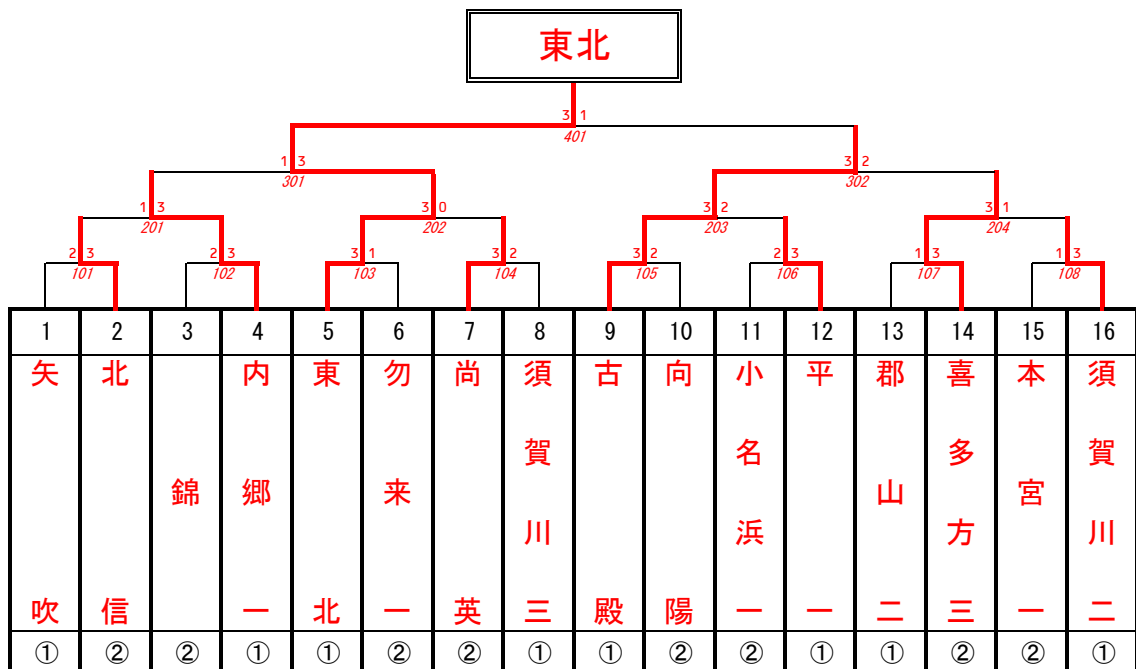 東北
3 1
401
1 3
301
3 2
302
1 3
201
3 0
202
3 2
203
3 1
204
2 3
101
2 3
102
3 1
103
3 2
104
3 2
105
2 3
106
1 3
107
1 3
108
1 2 3 4 5 6 7 8 9 10 11 12 13 14 15 16
矢吹
北信
錦
内郷一
東北
勿来一
尚英
須賀川三
古殿
向陽
小名浜一
平一
郡山二
喜多方三
本宮一
須賀川二
① ② ② ① ① ② ② ① ① ② ② ① ① ② ② ①